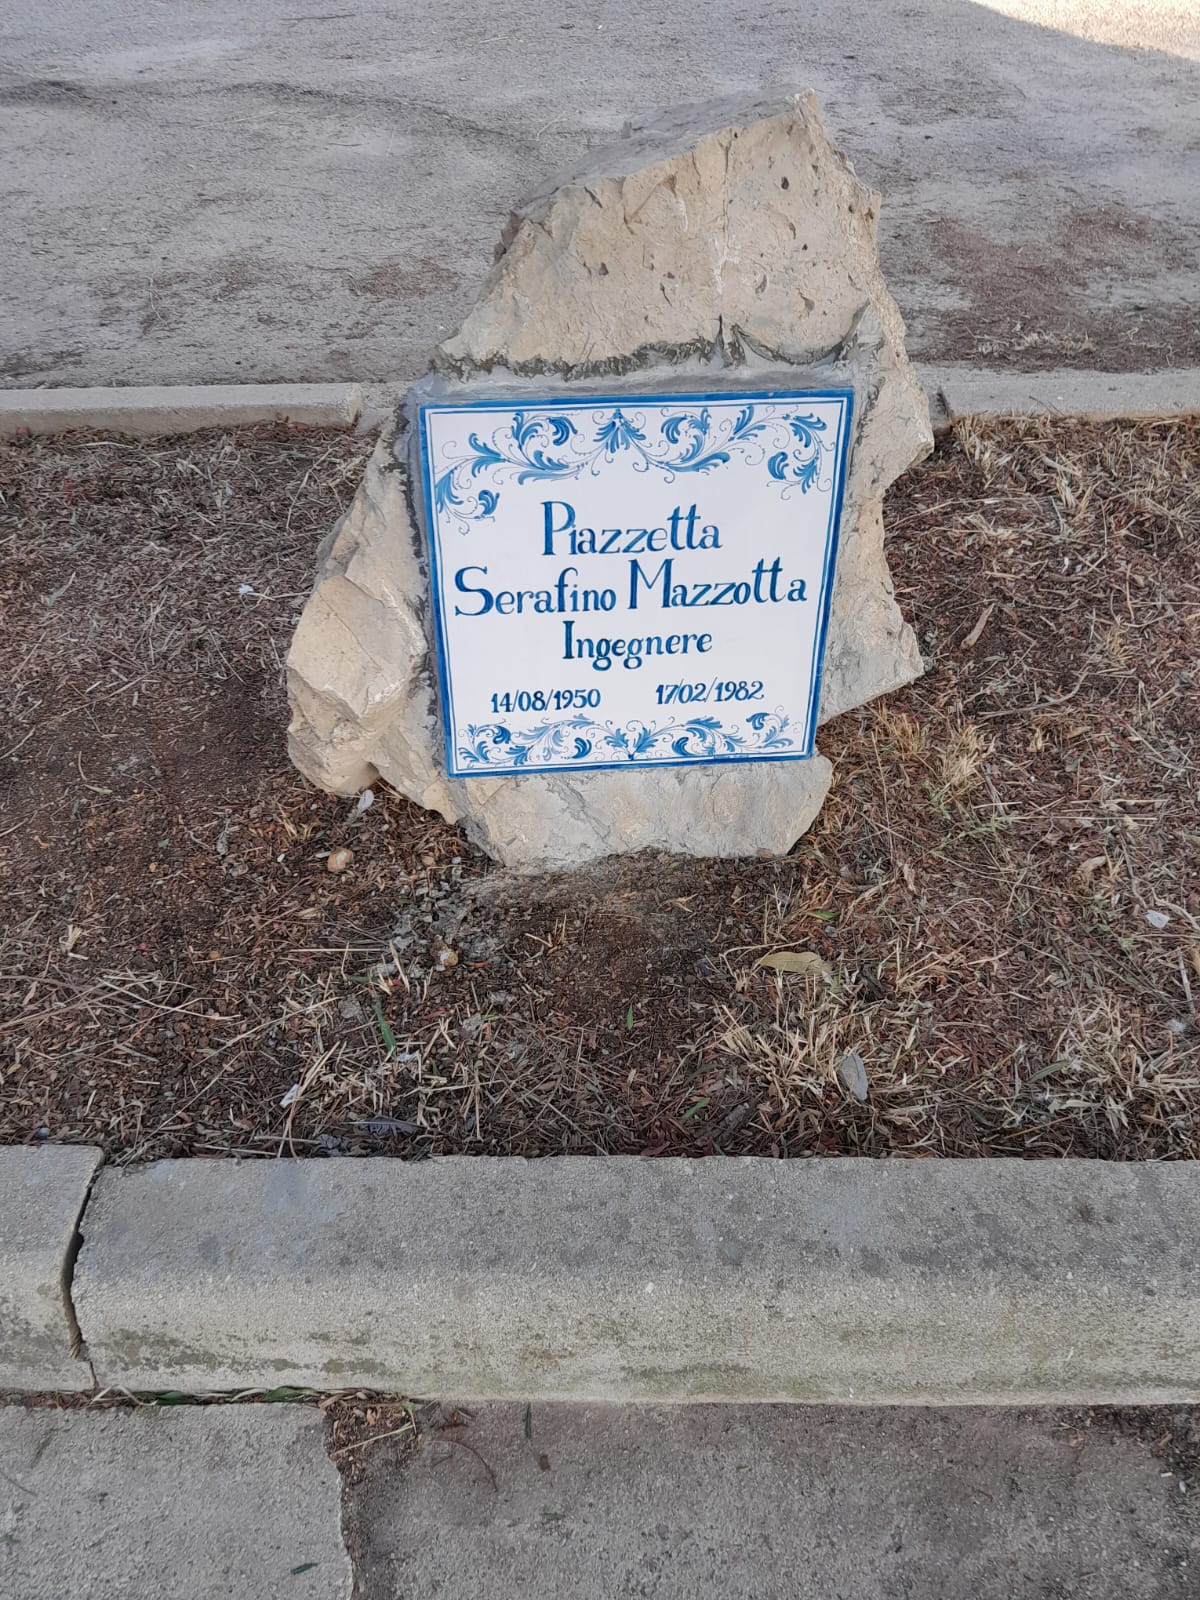 Piazzetta
Serafino Mazzotta
Ingegnere
14/08/1950 17/02/1982